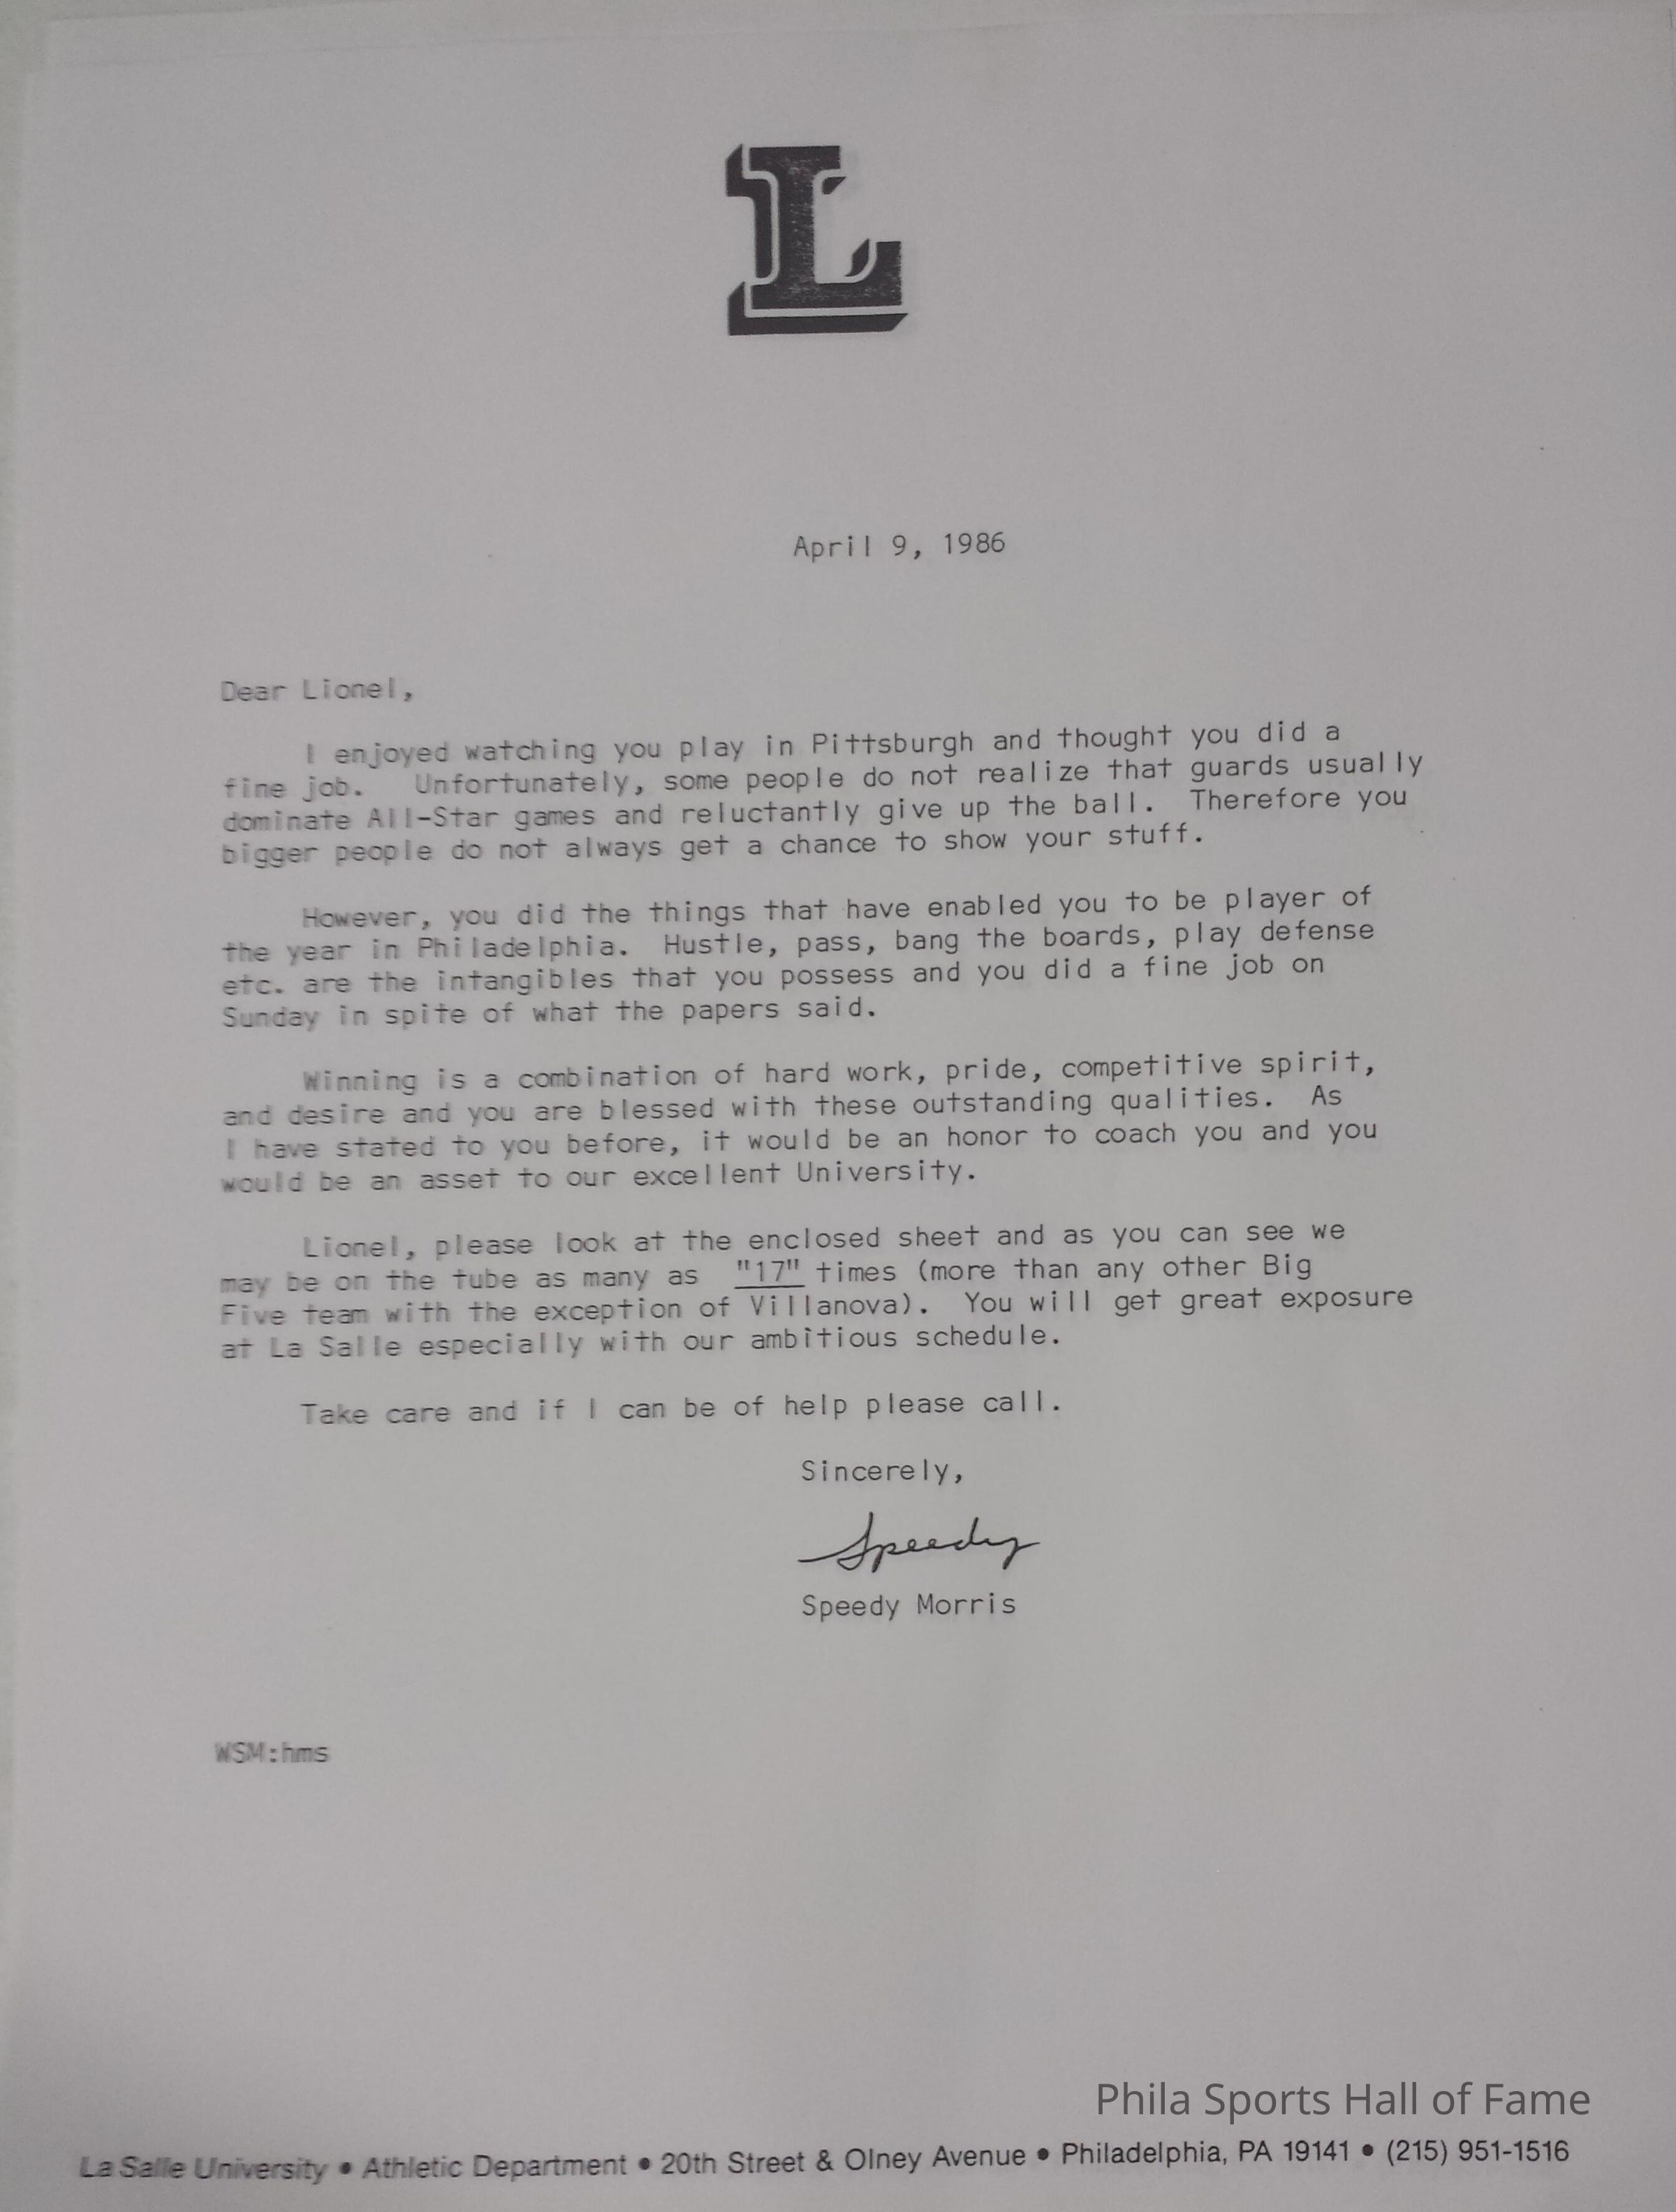 L
April 9, 1986
Dear Lionel,
I enjoyed watching you play in Pittsburgh and thought you did a
fine job. Unfortunately, some people do not realize that guards usually
dominate All-Star games and reluctantly give up the ball. Therefore you
bigger people do not always get a chance to show your stuff.
However, you did the things that have enabled you to be player of
the year in Philadelphia. Hustle, pass, bang the boards, play defense
etc. are the intangibles that you possess and you did a fine job on
Sunday in spite of what the papers said.
Winning is a combination of hard work, pride, competitive spirit,
and desire and you are blessed with these outstanding qualities. As
I have stated to you before, it would be an honor to coach you and you
would be an asset to our excellent University.
Lionel, please look at the enclosed sheet and as you can see we
may be on the tube as many as "17" times (more than any other Big
Five team with the exception of Villanova). You will get great exposure
at La Salle especially with our ambitious schedule.
Take care and if I can be of help please call.
Sincerely,
Speedy
Speedy Morris
WSM:hms
Phila Sports Hall of Fame
La Salle University • Athletic Department • 20th Street & Olney Avenue • Philadelphia, PA 19141 • (215) 951-1516